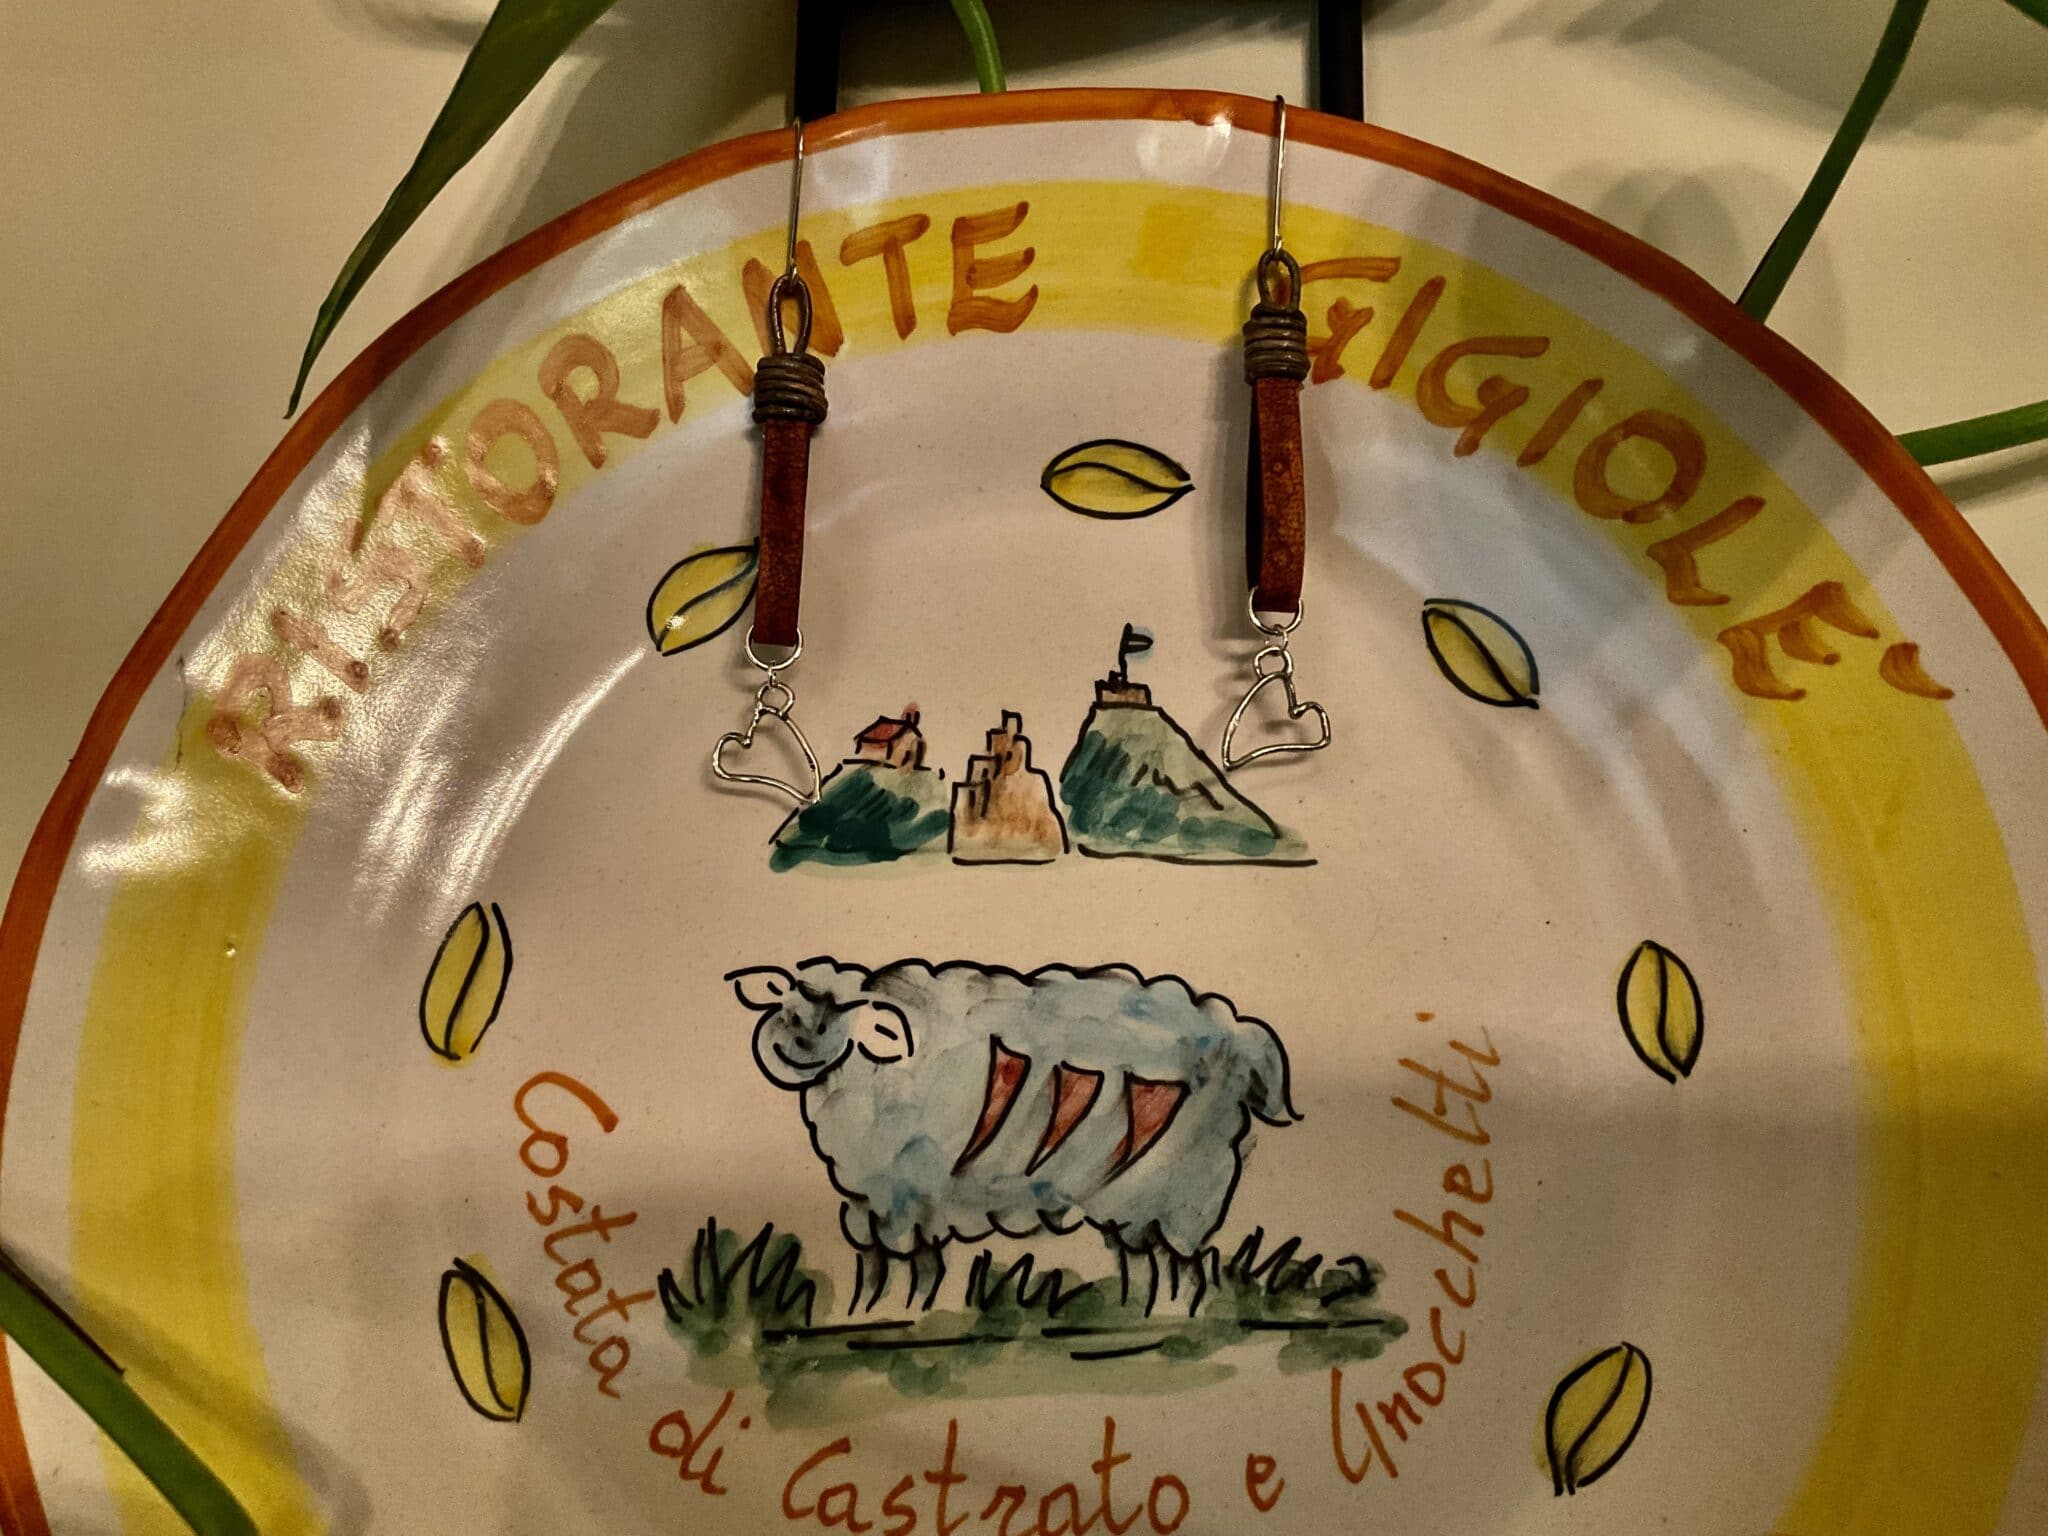 RISTORANTE GIGIOLE'
Costata di Castrato e Gnocchetti